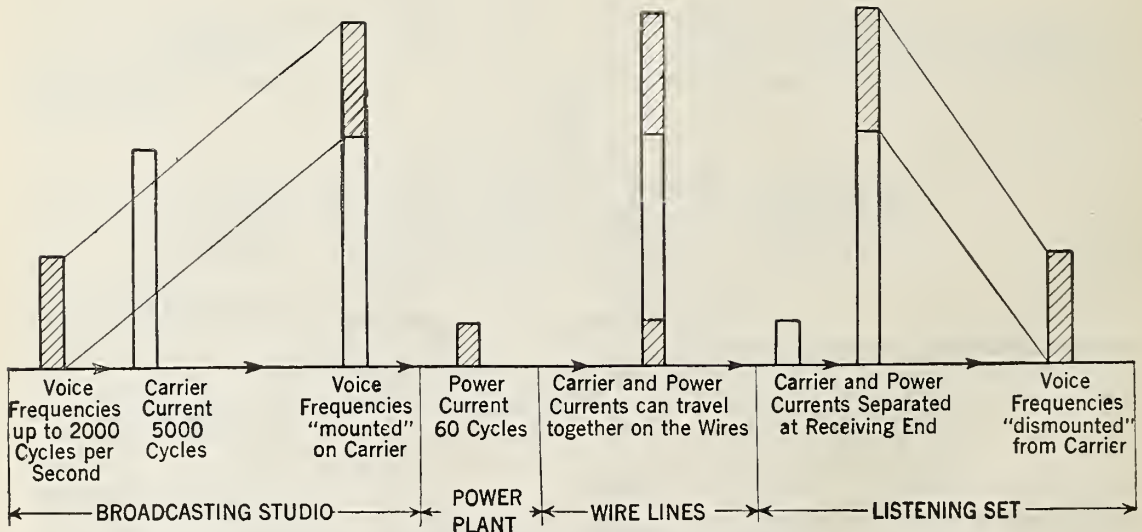 Voice
Frequencies
up to 2000
Cycles per
Second
Carrier
Current
5000
Cycles
Voice
Frequencies
"mounted"
on Carrier
Power
Current
60 Cycles
Carrier and Power
Currents can travel
together on the Wires
Carrier and Power
Currents Separated
at Receiving End
Voice
Frequencies
"dismounted"
from Carrier
BROADCASTING STUDIO
POWER
PLANT
WIRE LINES
LISTENING SET